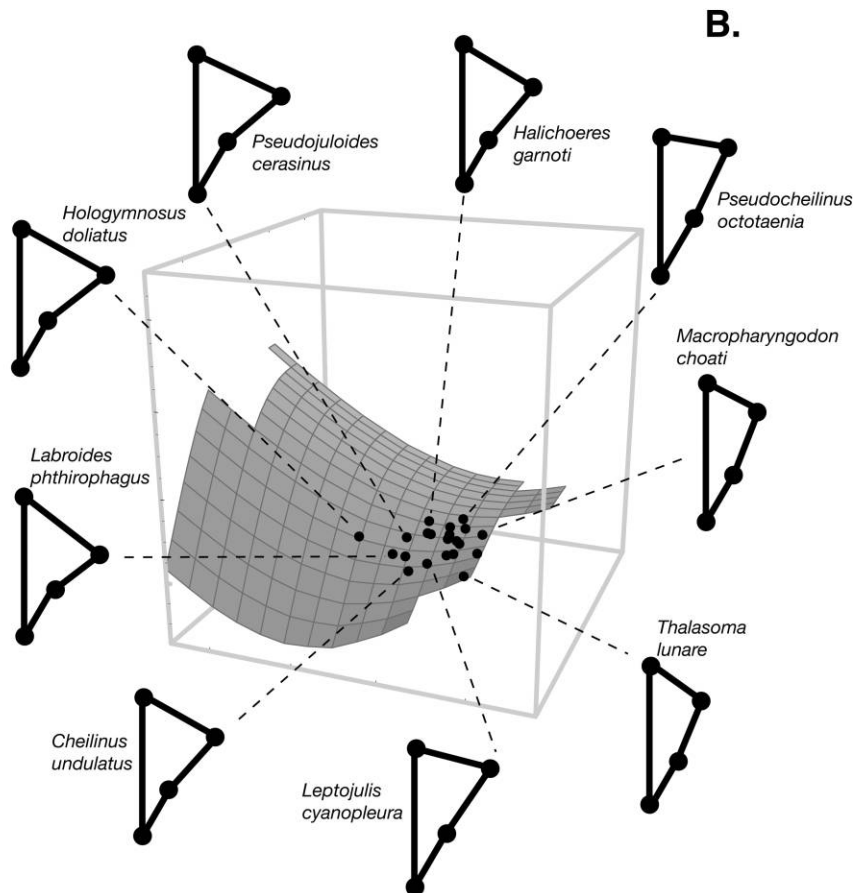 B.
Pseudojuloides
cerasinus
Halichoeres
garnoti
Pseudocheilinus
octotaenia
Hologymnosus
doliatus
Macropharyngodon
choati
Labroides
phthirophagus
Thalasoma
lunare
Cheilinus
undulatus
Leptojulis
cyanopleura